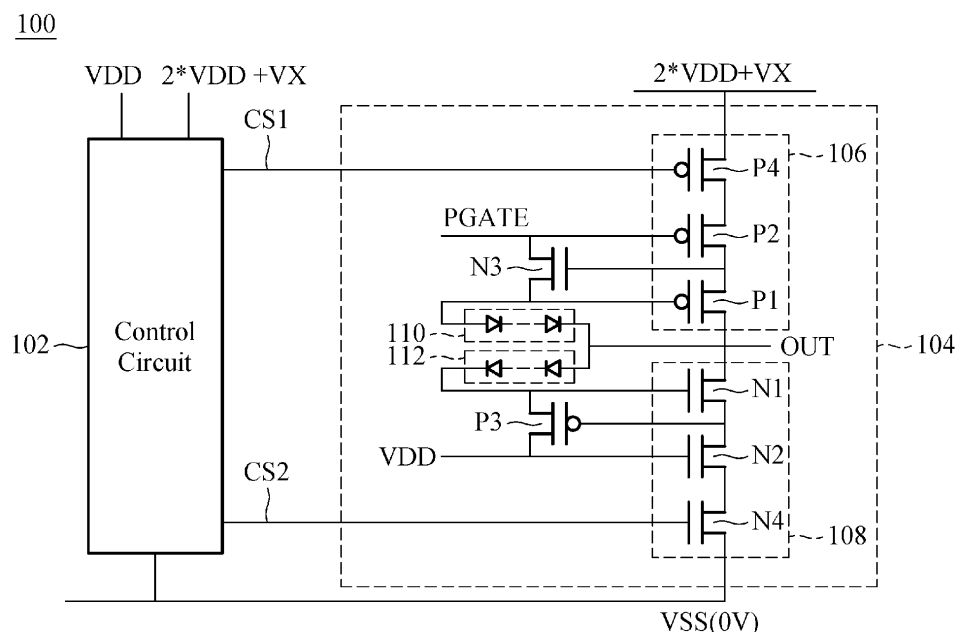 100
VDD 2*VDD +VX
2*VDD+VX
CS1
106
P4
PGATE
P2
N3
P1
102
Control
Circuit
110
OUT
104
112
N1
P3
VDD
N2
CS2
N4
108
VSS(0V)